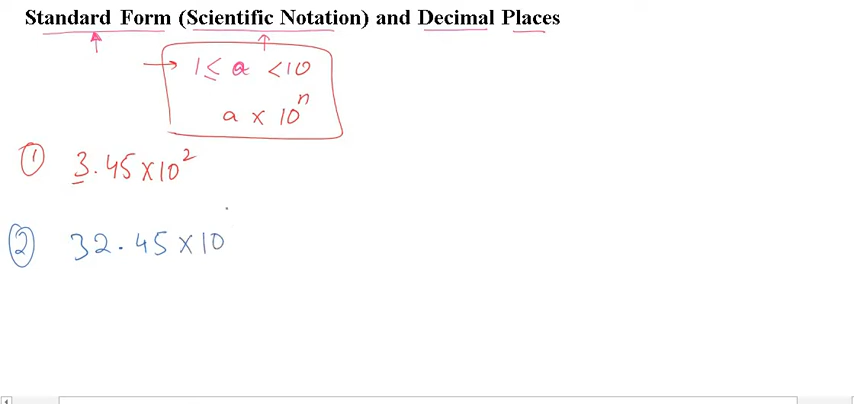 Standard Form (Scientific Notation) and Decimal Places
1 ≤ a < 10
a × 10ⁿ
① 3.45 × 10²
② 32.45 × 10